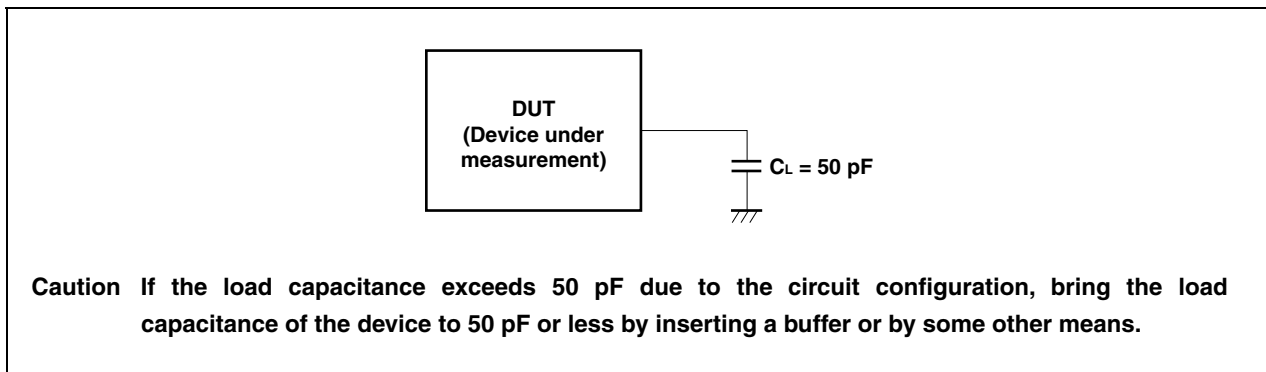 DUT
(Device under
measurement)
CL = 50 pF
Caution If the load capacitance exceeds 50 pF due to the circuit configuration, bring the load
capacitance of the device to 50 pF or less by inserting a buffer or by some other means.